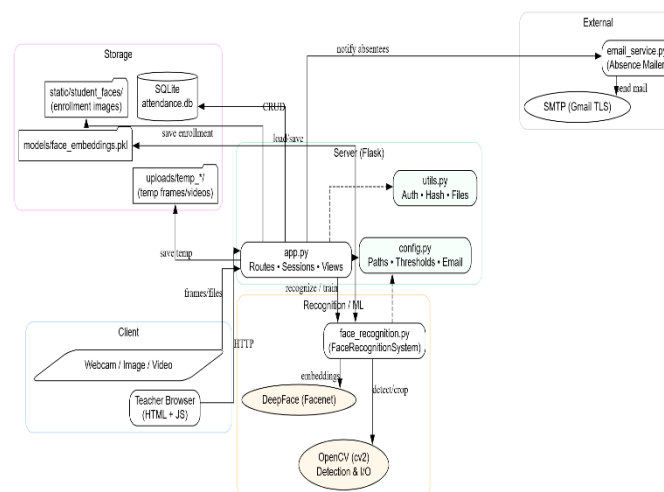 External
email_service.py
(Absence Mailer)
SMTP (Gmail TLS)
notify absentees
Storage
static/student_faces/
(enrollment images)
SQLite
attendance.db
CRUD
save enrollment
models/face_embeddings.pkl
load/save
uploads/temp_*/
(temp frames/videos)
save temp
Server (Flask)
utils.py
Auth • Hash • Files
app.py
Routes • Sessions • Views
config.py
Paths • Thresholds • Email
recognize / train
Recognition / ML
face_recognition.py
(FaceRecognitionSystem)
embeddings
detect/crop
DeepFace (Facenet)
OpenCV (cv2)
Detection & I/O
frames/files
HTTP
Client
Webcam / Image / Video
Teacher Browser
(HTML + JS)